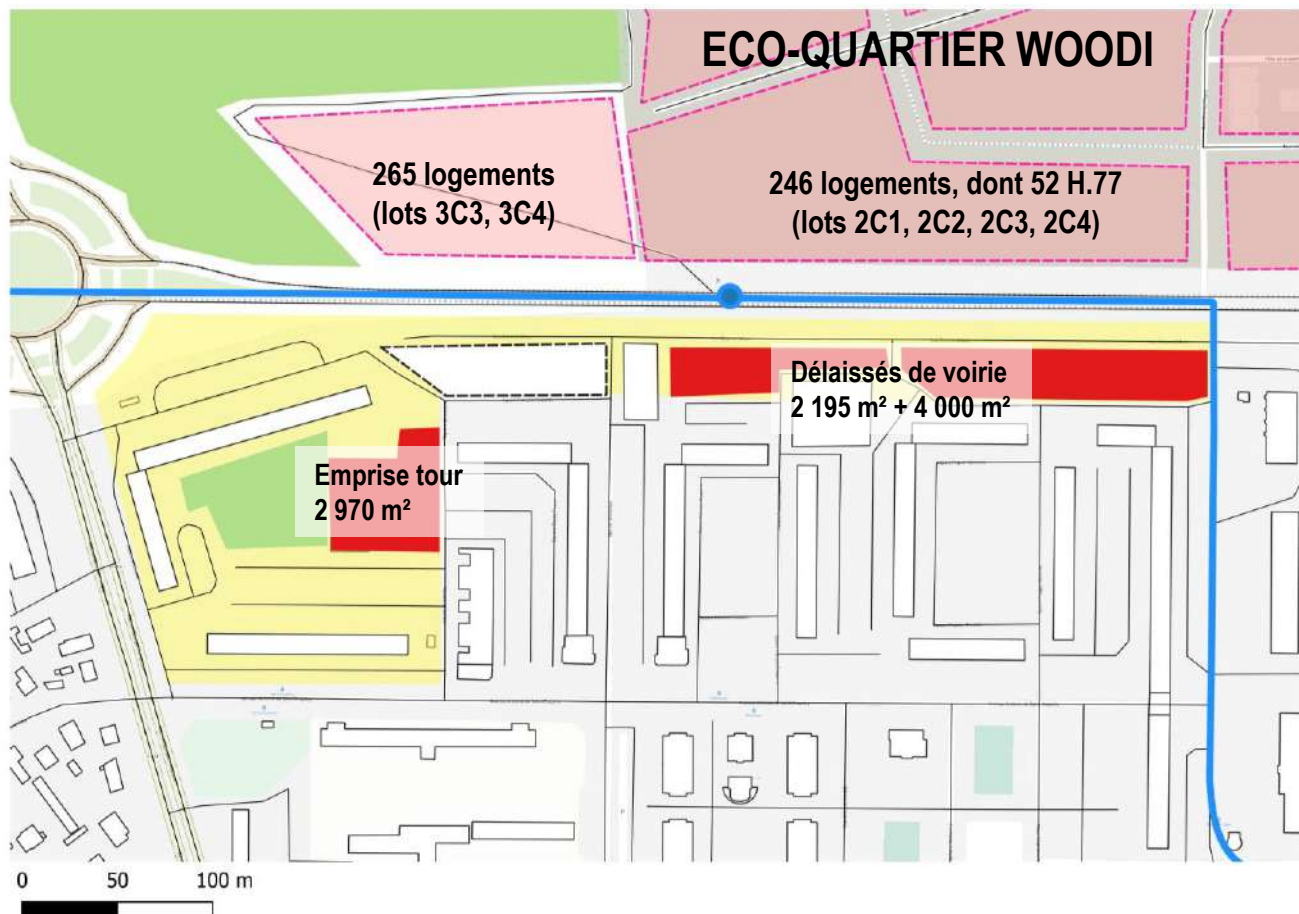 ECO-QUARTIER WOODI
265 logements
(lots 3C3, 3C4)
246 logements, dont 52 H.77
(lots 2C1, 2C2, 2C3, 2C4)
Délaissés de voirie
2 195 m² + 4 000 m²
Emprise tour
2 970 m²
0 50 100 m